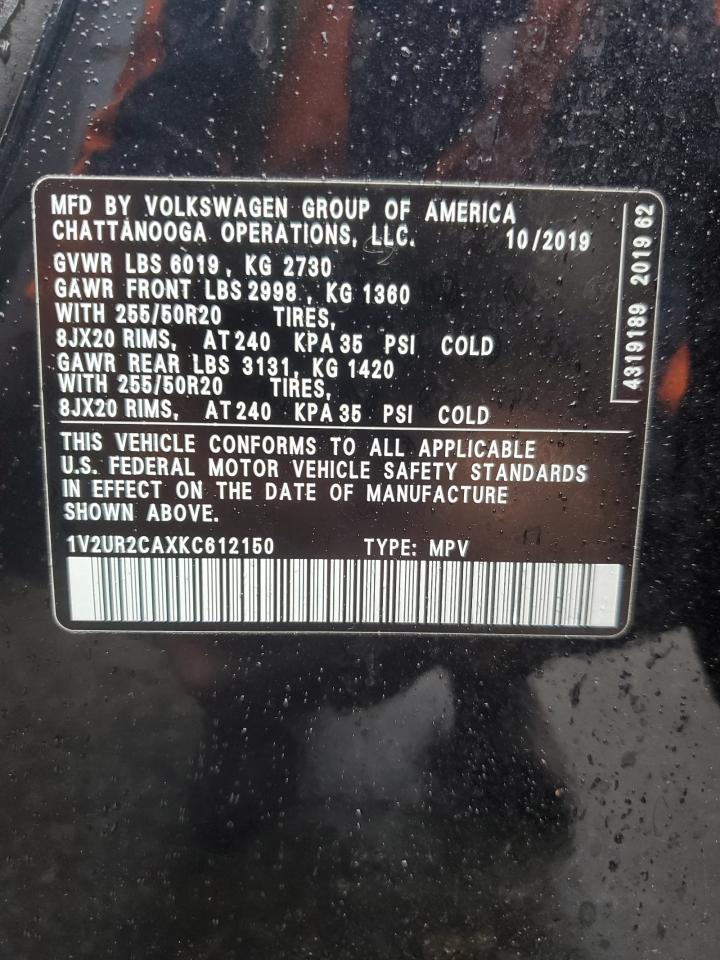 MFD BY VOLKSWAGEN GROUP OF AMERICA
CHATTANOOGA OPERATIONS, LLC. 10/2019
GVWR LBS 6019, KG 2730
GAWR FRONT LBS 2998, KG 1360
WITH 255/50R20 TIRES,
8JX20 RIMS, AT 240 KPA 35 PSI COLD
GAWR REAR LBS 3131, KG 1420
WITH 255/50R20 TIRES,
8JX20 RIMS, AT 240 KPA 35 PSI COLD
THIS VEHICLE CONFORMS TO ALL APPLICABLE
U.S. FEDERAL MOTOR VEHICLE SAFETY STANDARDS
IN EFFECT ON THE DATE OF MANUFACTURE
SHOWN ABOVE.
1V2UR2CAXKC612150 TYPE: MPV
4319189 2019 62